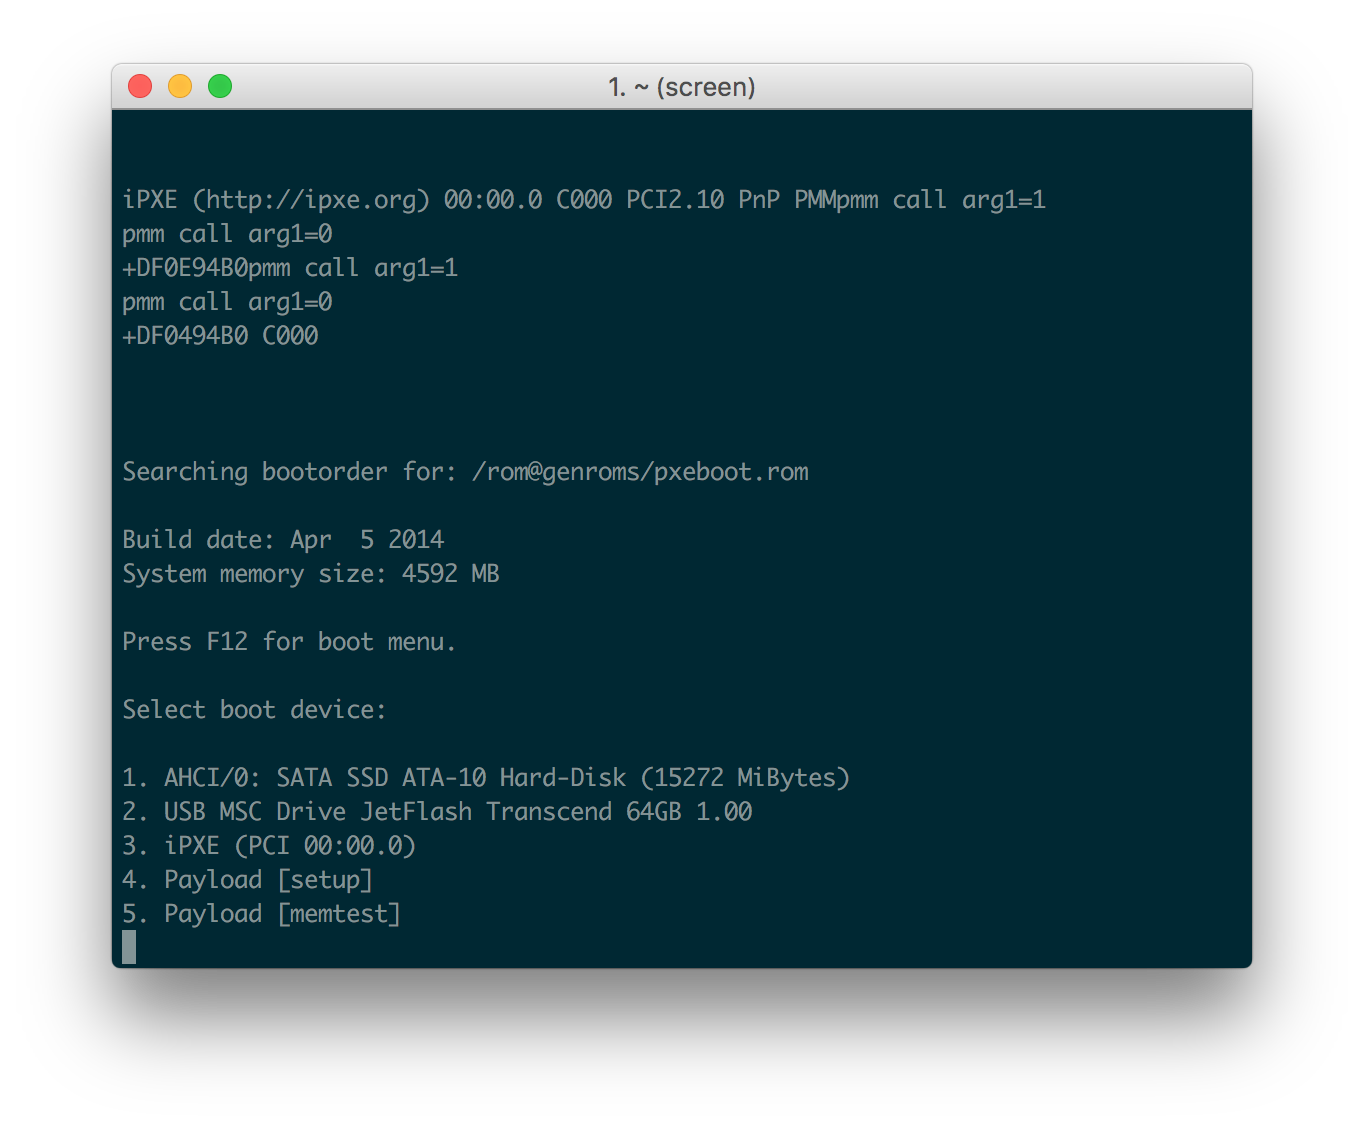 1. ~ (screen)
iPXE (http://ipxe.org) 00:00.0 C000 PCI2.10 PnP PMMpmm call arg1=1
pmm call arg1=0
+DF0E94B0pmm call arg1=1
pmm call arg1=0
+DF0494B0 C000
Searching bootorder for: /rom@genroms/pxeboot.rom
Build date: Apr  5 2014
System memory size: 4592 MB
Press F12 for boot menu.
Select boot device:
1. AHCI/0: SATA SSD ATA-10 Hard-Disk (15272 MiBytes)
2. USB MSC Drive JetFlash Transcend 64GB 1.00
3. iPXE (PCI 00:00.0)
4. Payload [setup]
5. Payload [memtest]